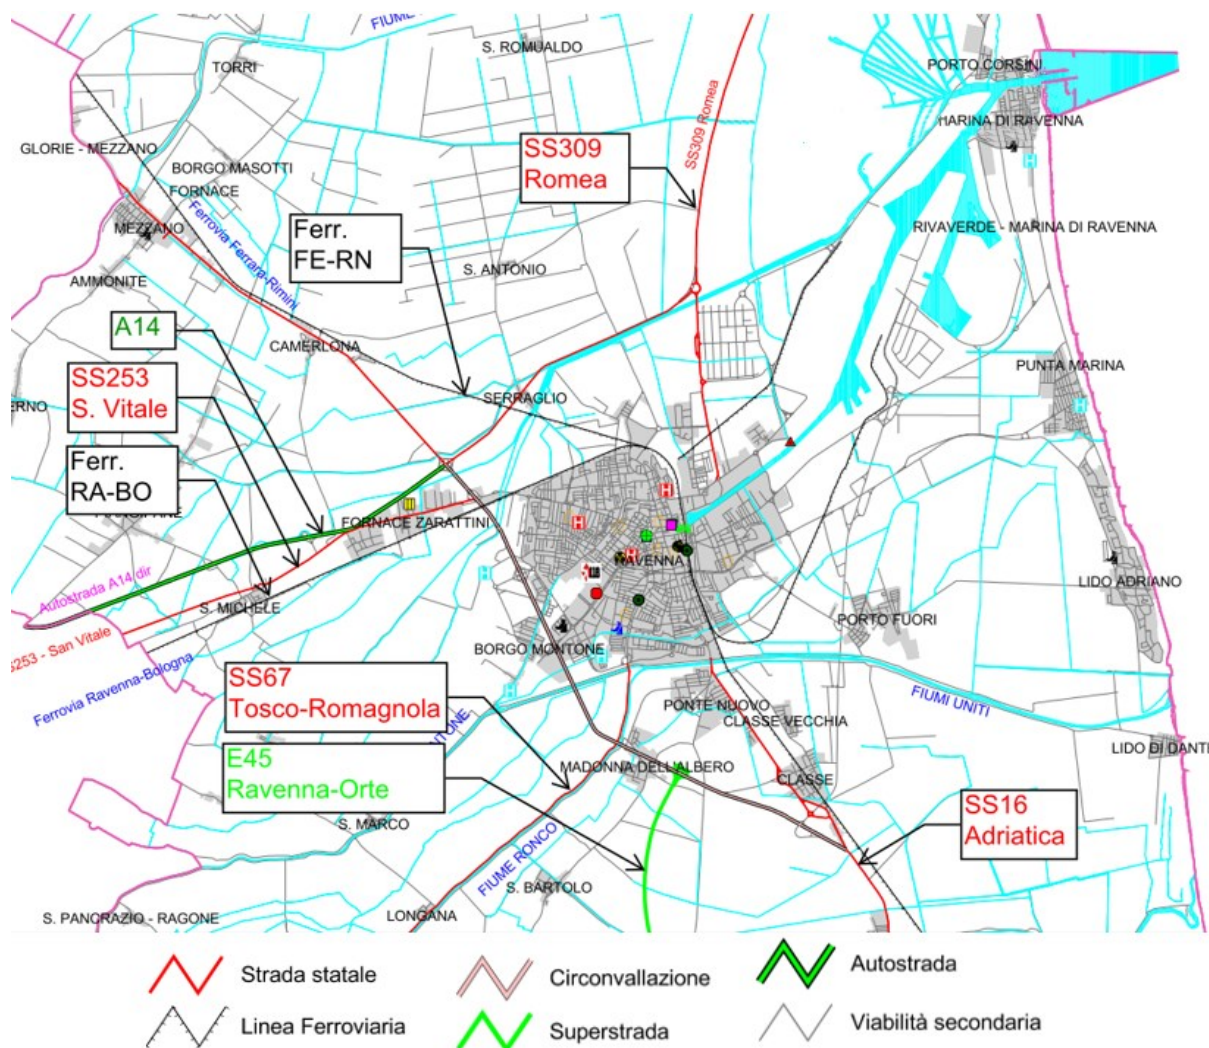 FIUME
S. ROMUALDO
TORRI
PORTO CORSINI
MARINA DI RAVENNA
GLORIE - MEZZANO
SS309
Romea
SS309 Romea
BORGO MASOTTI
FORNACE
MEZZANO
Ferrovia Ferrara-Rimini
Ferr.
FE-RN
RIVAVERDE - MARINA DI RAVENNA
S. ANTONIO
AMMONITE
A14
CAMERLONA
SS253
S. Vitale
PUNTA MARINA
SERRAGLIO
ERNO
Ferr.
RA-BO
H
H
FORNACE ZARATTINI
H
H
RAVENNA
H
H
LIDO ADRIANO
Autostrada A14 dir
S. MICHELE
PORTO FUORI
S253 - San Vitale
BORGO MONTONE
H
Ferrovia Ravenna-Bologna
SS67
Tosco-Romagnola
H
FIUMI UNITI
PONTE NUOVO
CLASSE VECCHIA
NTONE
E45
Ravenna-Orte
LIDO DI DANTE
MADONNA DELL'ALBERO
CLASSE
SS16
Adriatica
S. MARCO
FIUME RONCO
S. BARTOLO
S. PANCRAZIO - RAGONE
LONGANA
Strada statale
Circonvallazione
Autostrada
Linea Ferroviaria
Superstrada
Viabilità secondaria